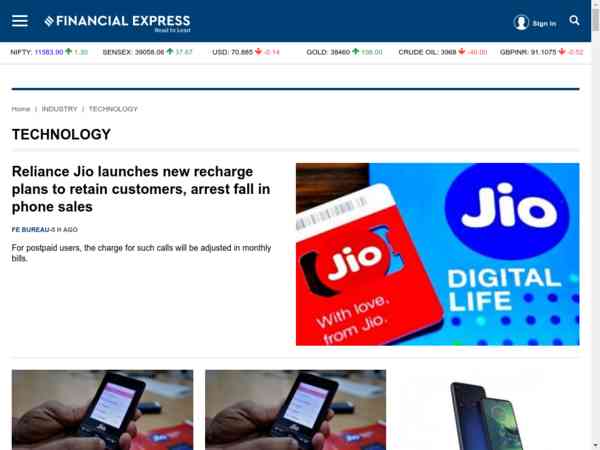 FINANCIAL EXPRESS
Read to Lead
Sign In
NIFTY: 11583.90 1.30 SENSEX: 39058.06 37.67 USD: 70.885 -0.14 GOLD: 38460 198.00 CRUDE OIL: 3968 -40.00 GBPINR: 91.1075 -0.52
Home | INDUSTRY | TECHNOLOGY
TECHNOLOGY
Reliance Jio launches new recharge
plans to retain customers, arrest fall in
phone sales
FE BUREAU-5 H AGO
For postpaid users, the charge for such calls will be adjusted in monthly
bills.
Jio
Jio
DIGITAL
LIFE
With love,
from Jio.
Jio
Jio